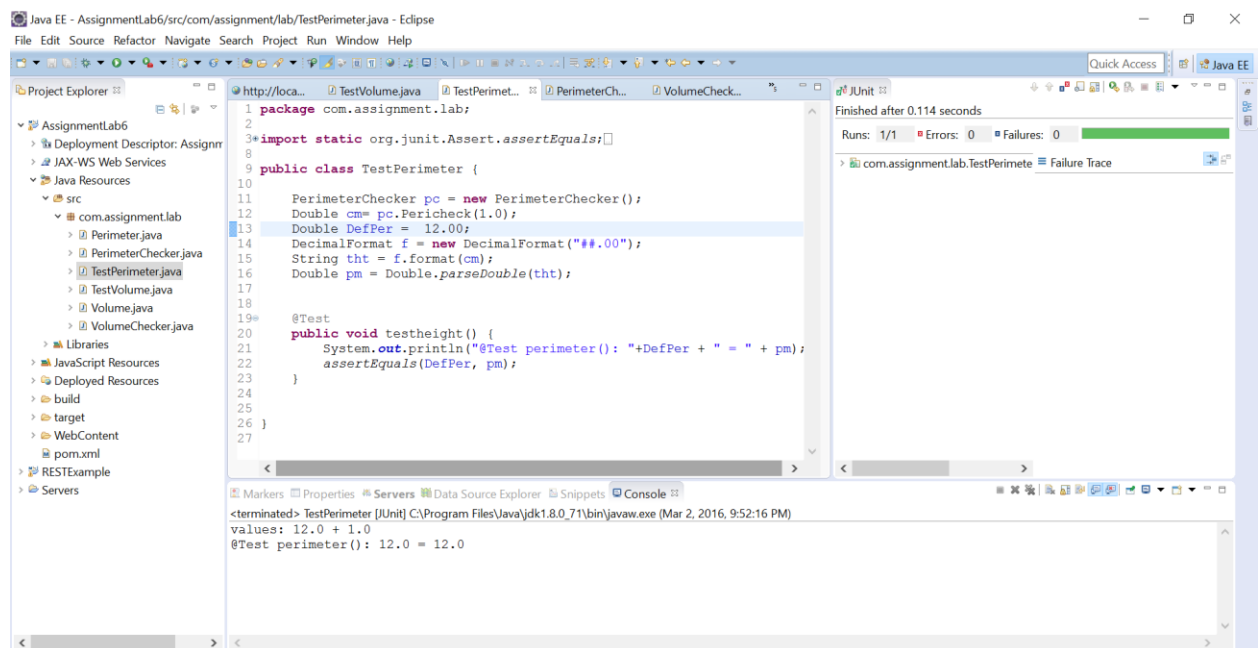 Java EE - AssignmentLab6/src/com/assignment/lab/TestPerimeter.java - Eclipse
File Edit Source Refactor Navigate Search Project Run Window Help
Quick Access
Java EE
Project Explorer
AssignmentLab6
Deployment Descriptor: Assignm
JAX-WS Web Services
Java Resources
src
com.assignment.lab
Perimeter.java
PerimeterChecker.java
TestPerimeter.java
TestVolume.java
Volume.java
VolumeChecker.java
Libraries
JavaScript Resources
Deployed Resources
build
target
WebContent
pom.xml
RESTExample
Servers
http://loca... TestVolume.java TestPerimet... PerimeterCh... VolumeCheck...
1 package com.assignment.lab;
2
3 import static org.junit.Assert.assertEquals;
8
9 public class TestPerimeter {
10
11 PerimeterChecker pc = new PerimeterChecker();
12 Double cm= pc.Pericheck(1.0);
13 Double DefPer =  12.00;
14 DecimalFormat f = new DecimalFormat("##.00");
15 String tht = f.format(cm);
16 Double pm = Double.parseDouble(tht);
17
18
19 @Test
20 public void testheight() {
21 System.out.println("@Test perimeter(): "+DefPer + " = " + pm);
22 assertEquals(DefPer, pm);
23 }
24
25
26 }
27
JUnit
Finished after 0.114 seconds
Runs: 1/1 Errors: 0 Failures: 0
com.assignment.lab.TestPerimete Failure Trace
Markers Properties Servers Data Source Explorer Snippets Console
<terminated> TestPerimeter [JUnit] C:\Program Files\Java\jdk1.8.0_71\bin\javaw.exe (Mar 2, 2016, 9:52:16 PM)
values: 12.0 + 1.0
@Test perimeter(): 12.0 = 12.0